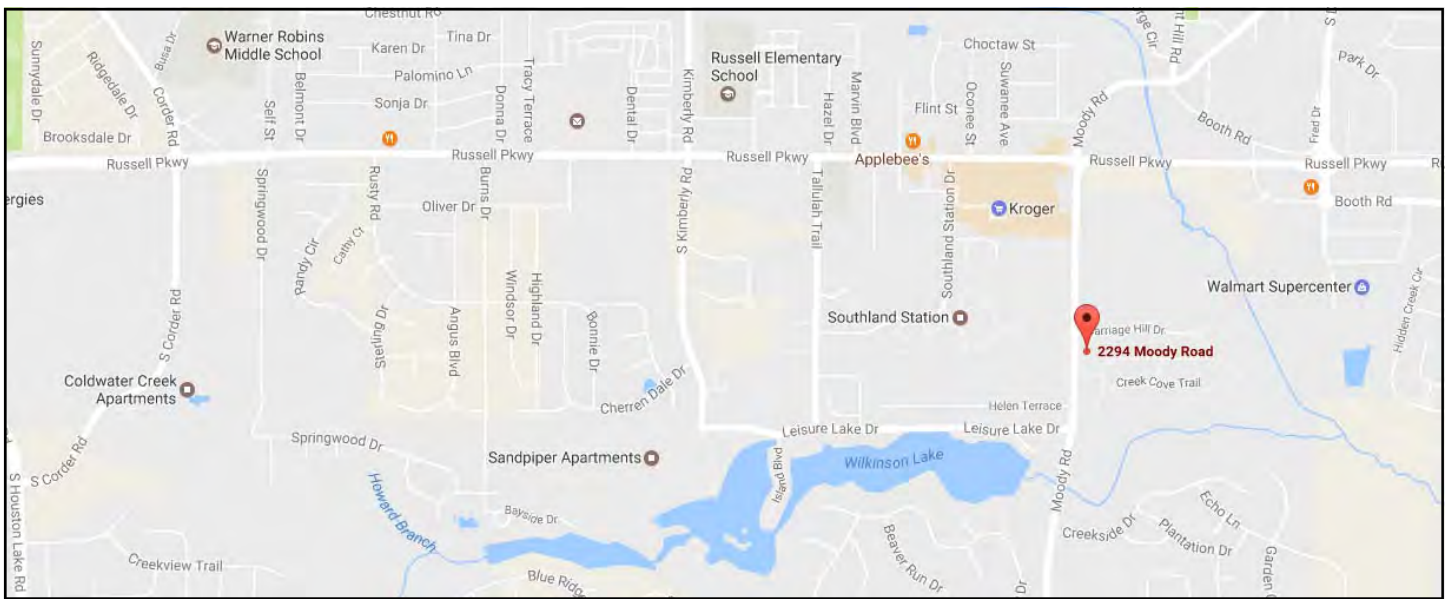 Chestnut Rd
Warner Robins
Middle School
Karen Dr
Tina Dr
Palomino Ln
Sonja Dr
Sunnydale Dr
Ridgedale Dr
Busa Dr
Corder Rd
Self St
Belmont Dr
Donna Dr
Tracy Terrace
Dental Dr
Kimberly Rd
Russell Elementary
School
Hazel Dr
Marvin Blvd
Choctaw St
Flint St
Oconee St
Suwanee Ave
Moody Rd
rge Cir
nt Hill Rd
Booth Rd
Fred Dr
Park Dr
S D
Brooksdale Dr
Russell Pkwy
Russell Pkwy
Russell Pkwy
Applebee's
Russell Pkwy
Russell Pkwy
R
ergies
Springwood Dr
Rusty Rd
Burns Dr
Oliver Dr
S Kimberly Rd
Tallulah Trail
Southland Station Dr
Kroger
Booth Rd
Randy Cir
Cathy Ct
Sterling Dr
Angus Blvd
Windsor Dr
Highland Dr
Bonnie Dr
Walmart Supercenter
Hidden Creek Cir
S Corder Rd
Southland Station
arriage Hill Dr
2294 Moody Road
Coldwater Creek
Apartments
Cherren Dale Dr
Creek Cove Trail
Helen Terrace
Leisure Lake Dr
Leisure Lake Dr
Springwood Dr
S Corder Rd
Sandpiper Apartments
Wilkinson Lake
Island Blvd
Moody Rd
S Houston Lake Rd
Howard Branch
Bayside Dr
Creekview Trail
Blue Ridg
Beaver Run Dr
Dr
Creekside Dr
Echo Ln
Plantation Dr
Garden C